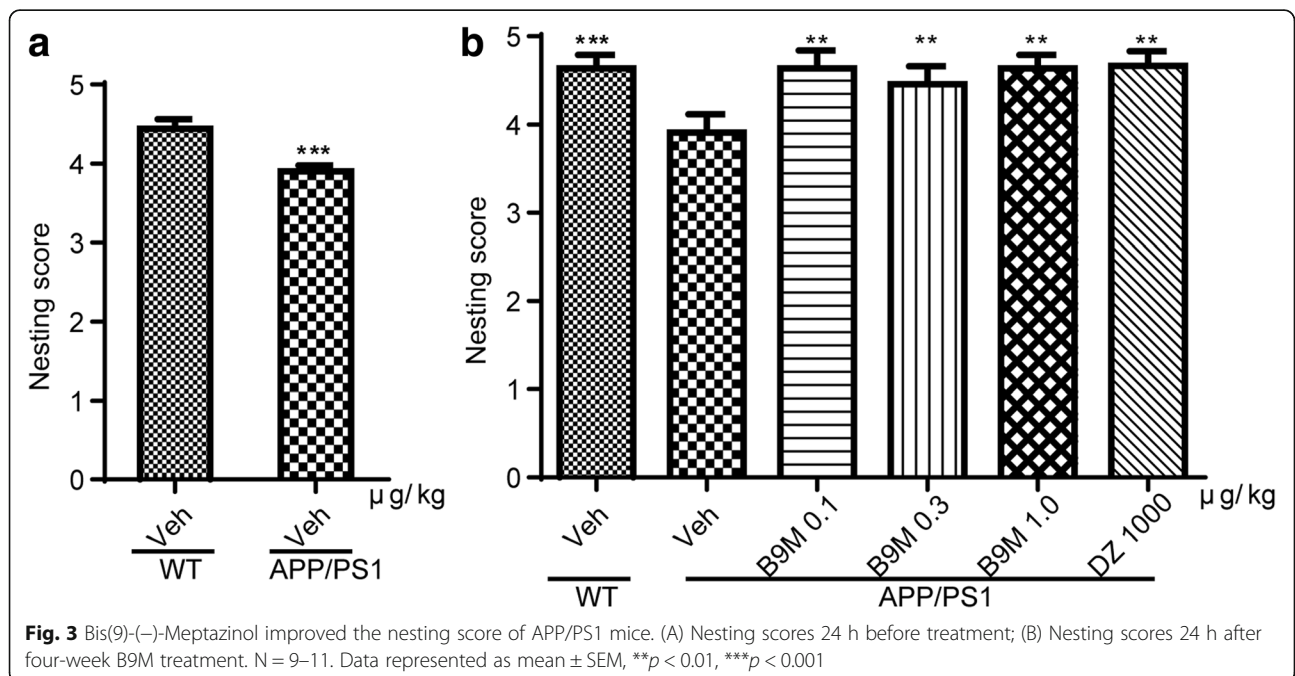 a
5
4
3
2
1
0
Nesting score
***
Veh
Veh
µg/kg
WT
APP/PS1
b
5
4
3
2
1
0
Nesting score
***
**
**
**
**
Veh
Veh
B9M 0.1
B9M 0.3
B9M 1.0
DZ 1000
µg/kg
WT
APP/PS1
Fig. 3 Bis(9)-(−)-Meptazinol improved the nesting score of APP/PS1 mice. (A) Nesting scores 24 h before treatment; (B) Nesting scores 24 h after
four-week B9M treatment. N = 9–11. Data represented as mean ± SEM, **p < 0.01, ***p < 0.001